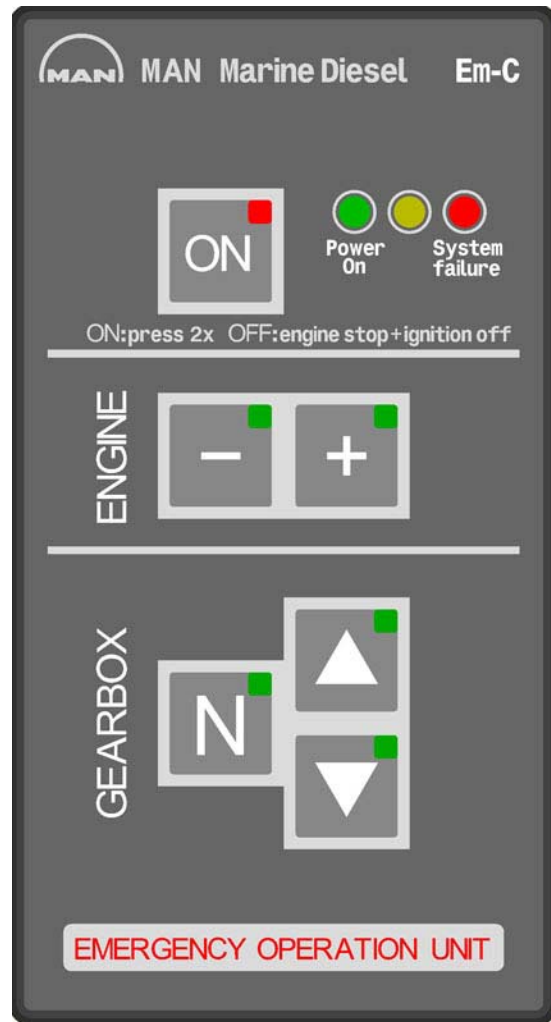 MAN MAN Marine Diesel Em-C
ON
Power On
System failure
ON:press 2x OFF:engine stop+ignition off
ENGINE
- +
GEARBOX
N
EMERGENCY OPERATION UNIT